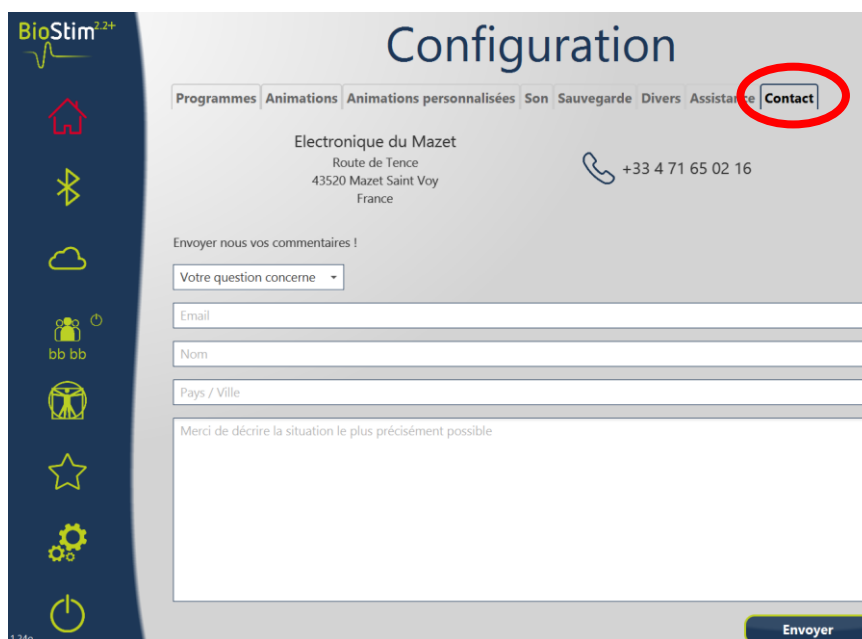 BioStim2.2+
Configuration
Programmes Animations Animations personnalisées Son Sauvegarde Divers Assistance Contact
Electronique du Mazet
Route de Tence
43520 Mazet Saint Voy
France
+33 4 71 65 02 16
Envoyer nous vos commentaires !
Votre question concerne
Email
Nom
Pays / Ville
Merci de décrire la situation le plus précisément possible
bb bb
Envoyer